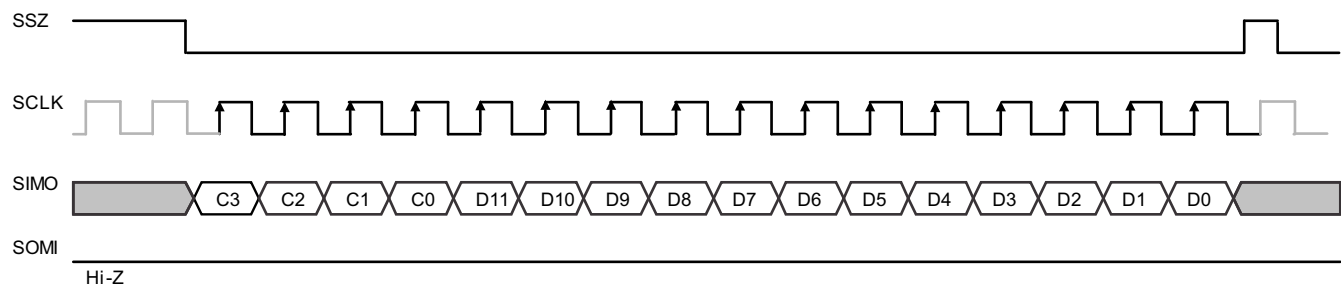 SSZ
SCLK
SIMO C3 C2 C1 C0 D11 D10 D9 D8 D7 D6 D5 D4 D3 D2 D1 D0
SOMI
Hi-Z